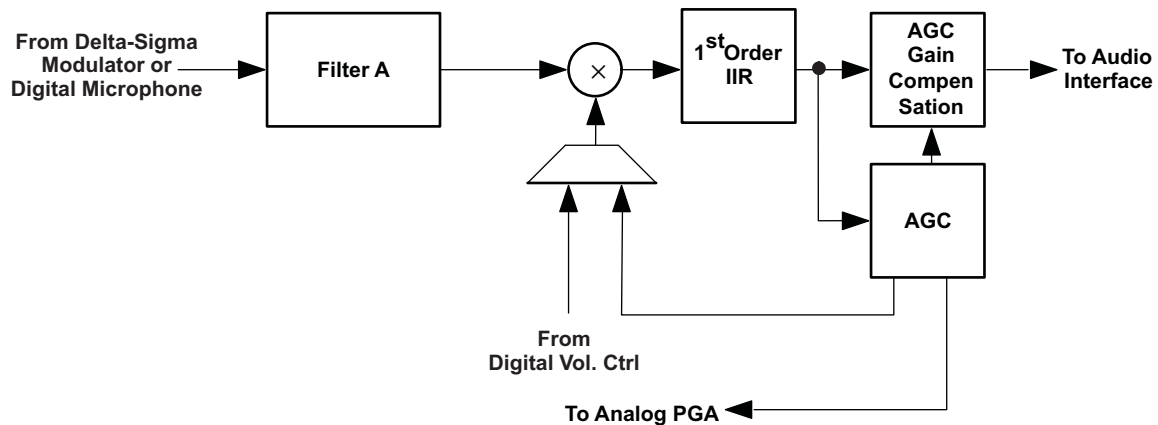 From Delta-Sigma
Modulator or
Digital Microphone
Filter A
×
1st Order
IIR
AGC
Gain
Compen
Sation
To Audio
Interface
AGC
From
Digital Vol. Ctrl
To Analog PGA